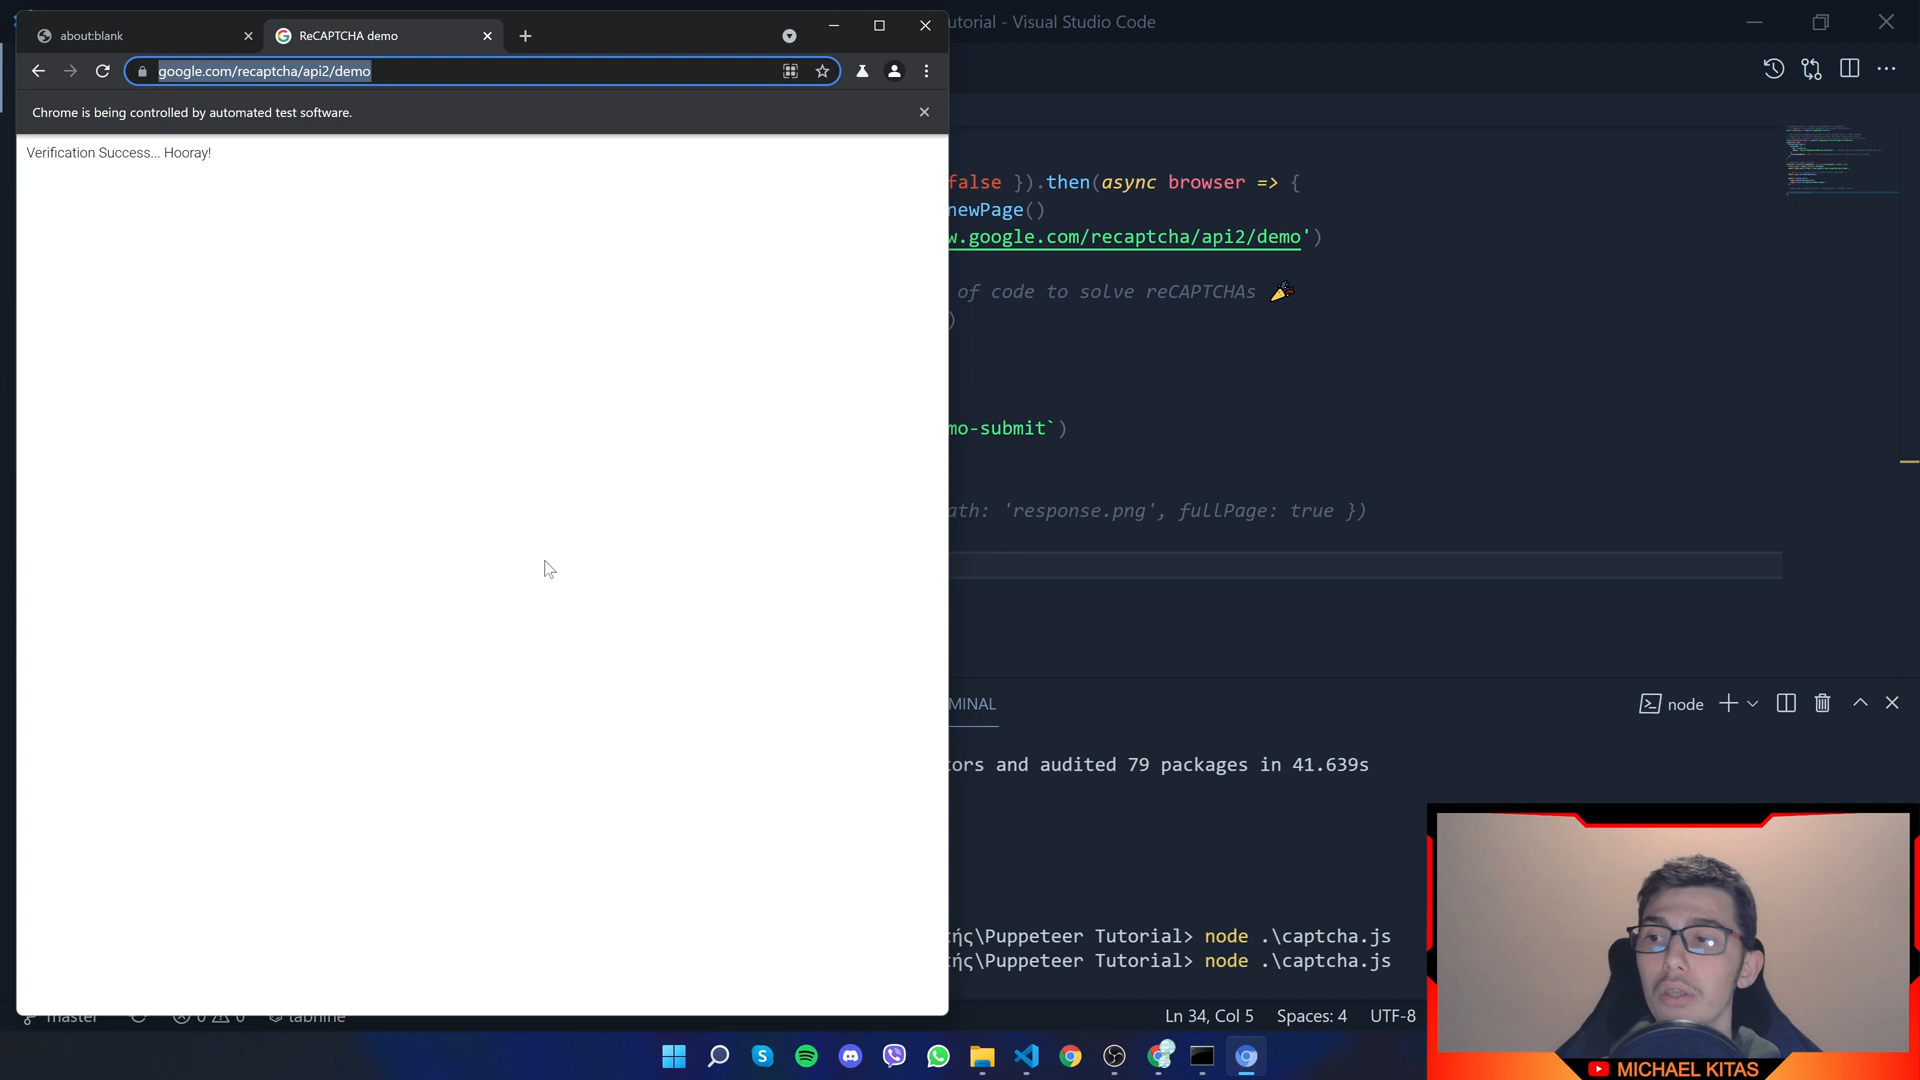 about:blank
ReCAPTCHA demo
utorial - Visual Studio Code
google.com/recaptcha/api2/demo
Chrome is being controlled by automated test software.
Verification Success... Hooray!
false }).then(async browser => {
newPage()
w.google.com/recaptcha/api2/demo')
of code to solve reCAPTCHAs 🎉
)
mo-submit`)
ath: 'response.png', fullPage: true })
MINAL
node
tors and audited 79 packages in 41.639s
τής\Puppeteer Tutorial> node .\captcha.js
τής\Puppeteer Tutorial> node .\captcha.js
master
0
0
tabnine
Ln 34, Col 5
Spaces: 4
UTF-8
MICHAEL KITAS